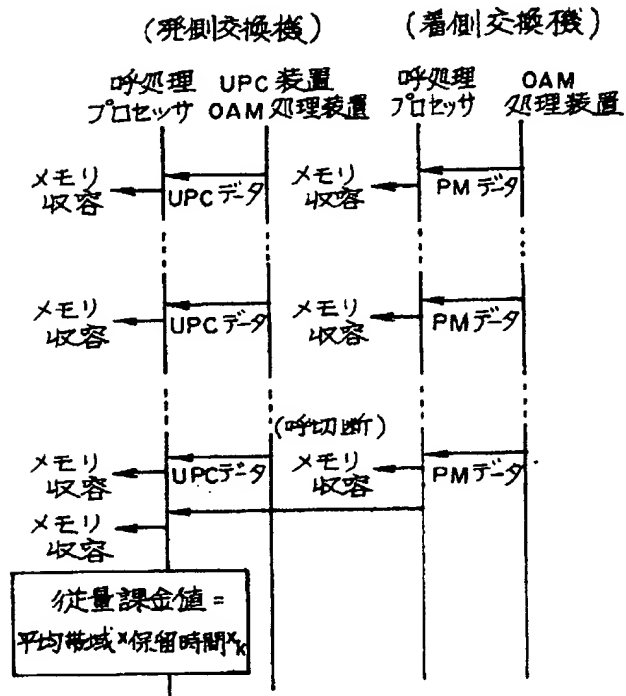 (発側交換機)
(着側交換機)
呼処理
プロセッサ
UPC 装置
OAM 処理装置
呼処理
プロセッサ
OAM
処理装置
メモリ
収容
UPCデータ
メモリ
収容
PMデータ
メモリ
収容
UPCデータ
メモリ
収容
PMデータ
(呼切断)
メモリ
収容
UPCデータ
メモリ
収容
PMデータ
メモリ
収容
従量課金値=
平均帯域×保留時間×k